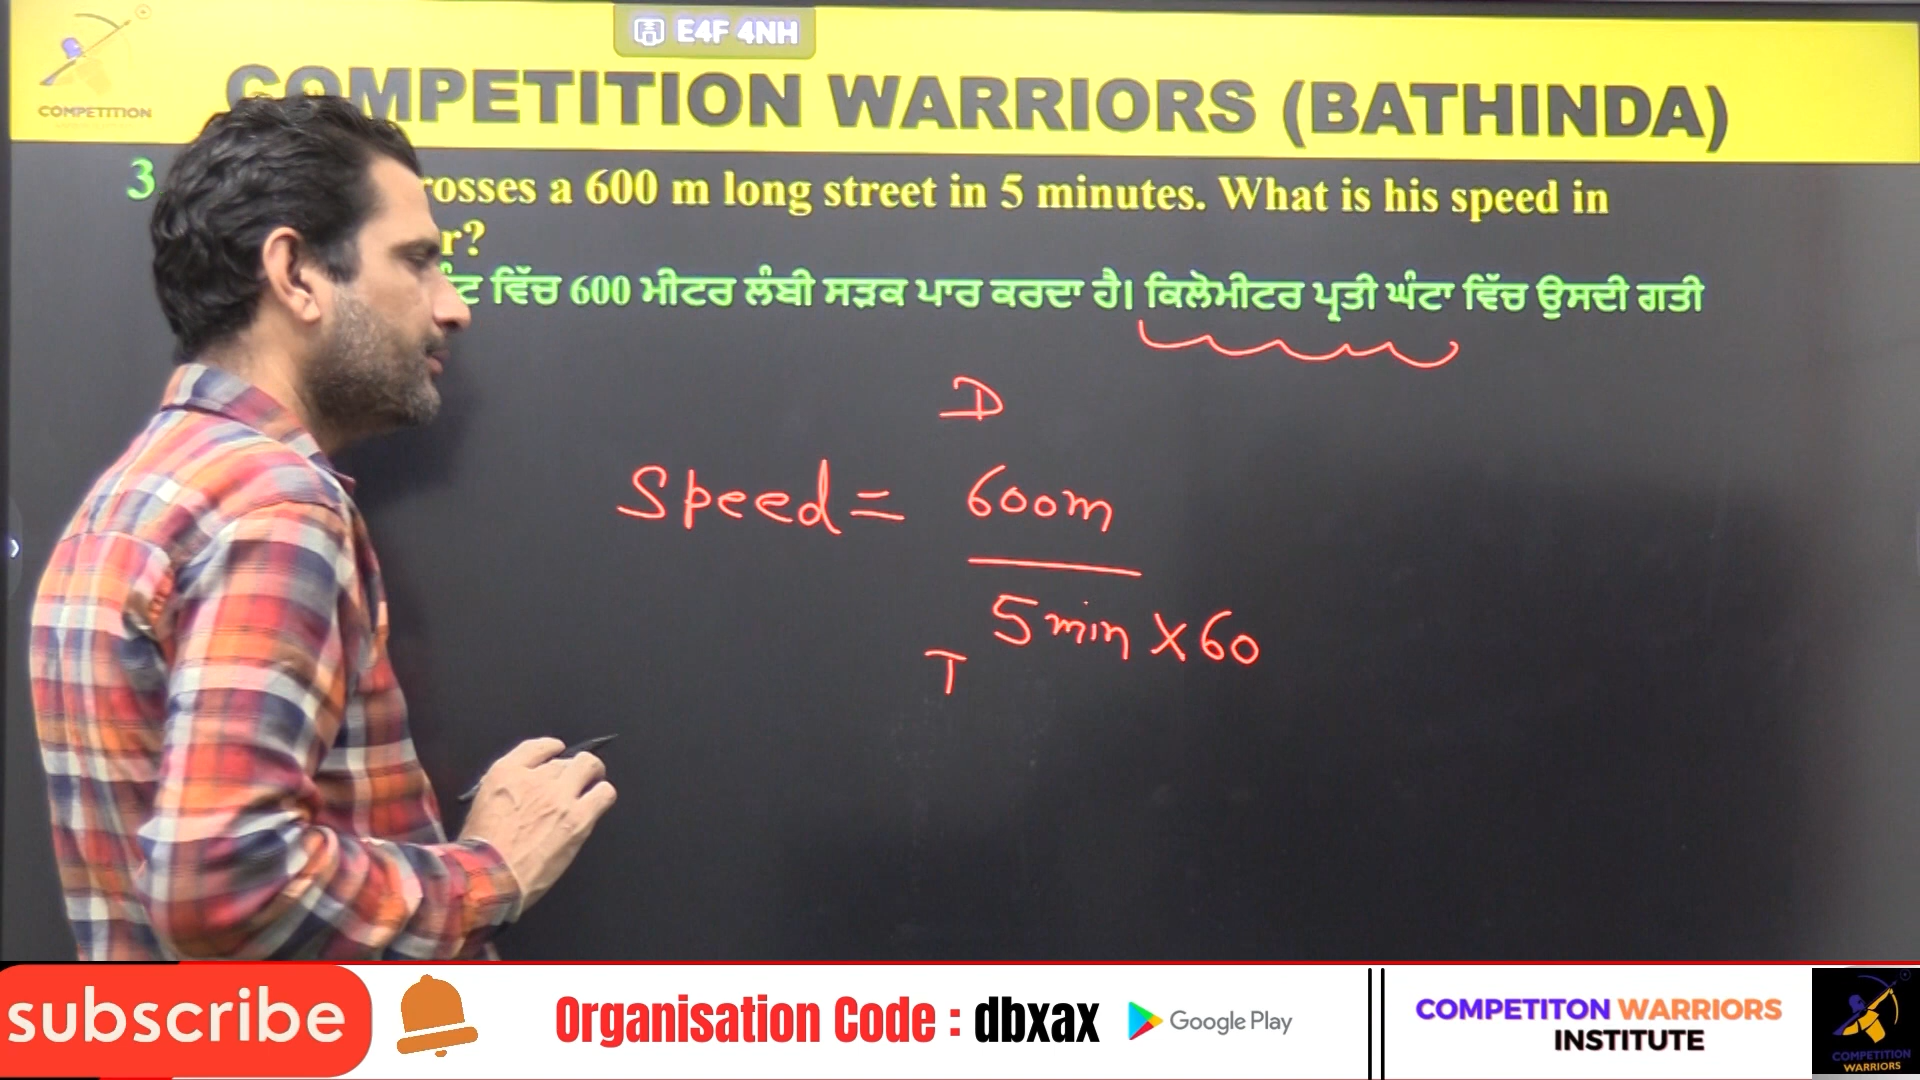 E4F 4NH
COMPETITION WARRIORS (BATHINDA)
COMPETITION
3 rosses a 600 m long street in 5 minutes. What is his speed in
r?
ਵਿੱਚ 600 ਮੀਟਰ ਲੰਬੀ ਸੜਕ ਪਾਰ ਕਰਦਾ ਹੈ। ਕਿਲੋਮੀਟਰ ਪ੍ਰਤੀ ਘੰਟਾ ਵਿੱਚ ਉਸਦੀ ਗਤੀ
D
Speed = 600m
5 min × 60
T
subscribe
Organisation Code : dbxax
Google Play
COMPETITON WARRIORS
INSTITUTE
COMPETITION
WARRIORS